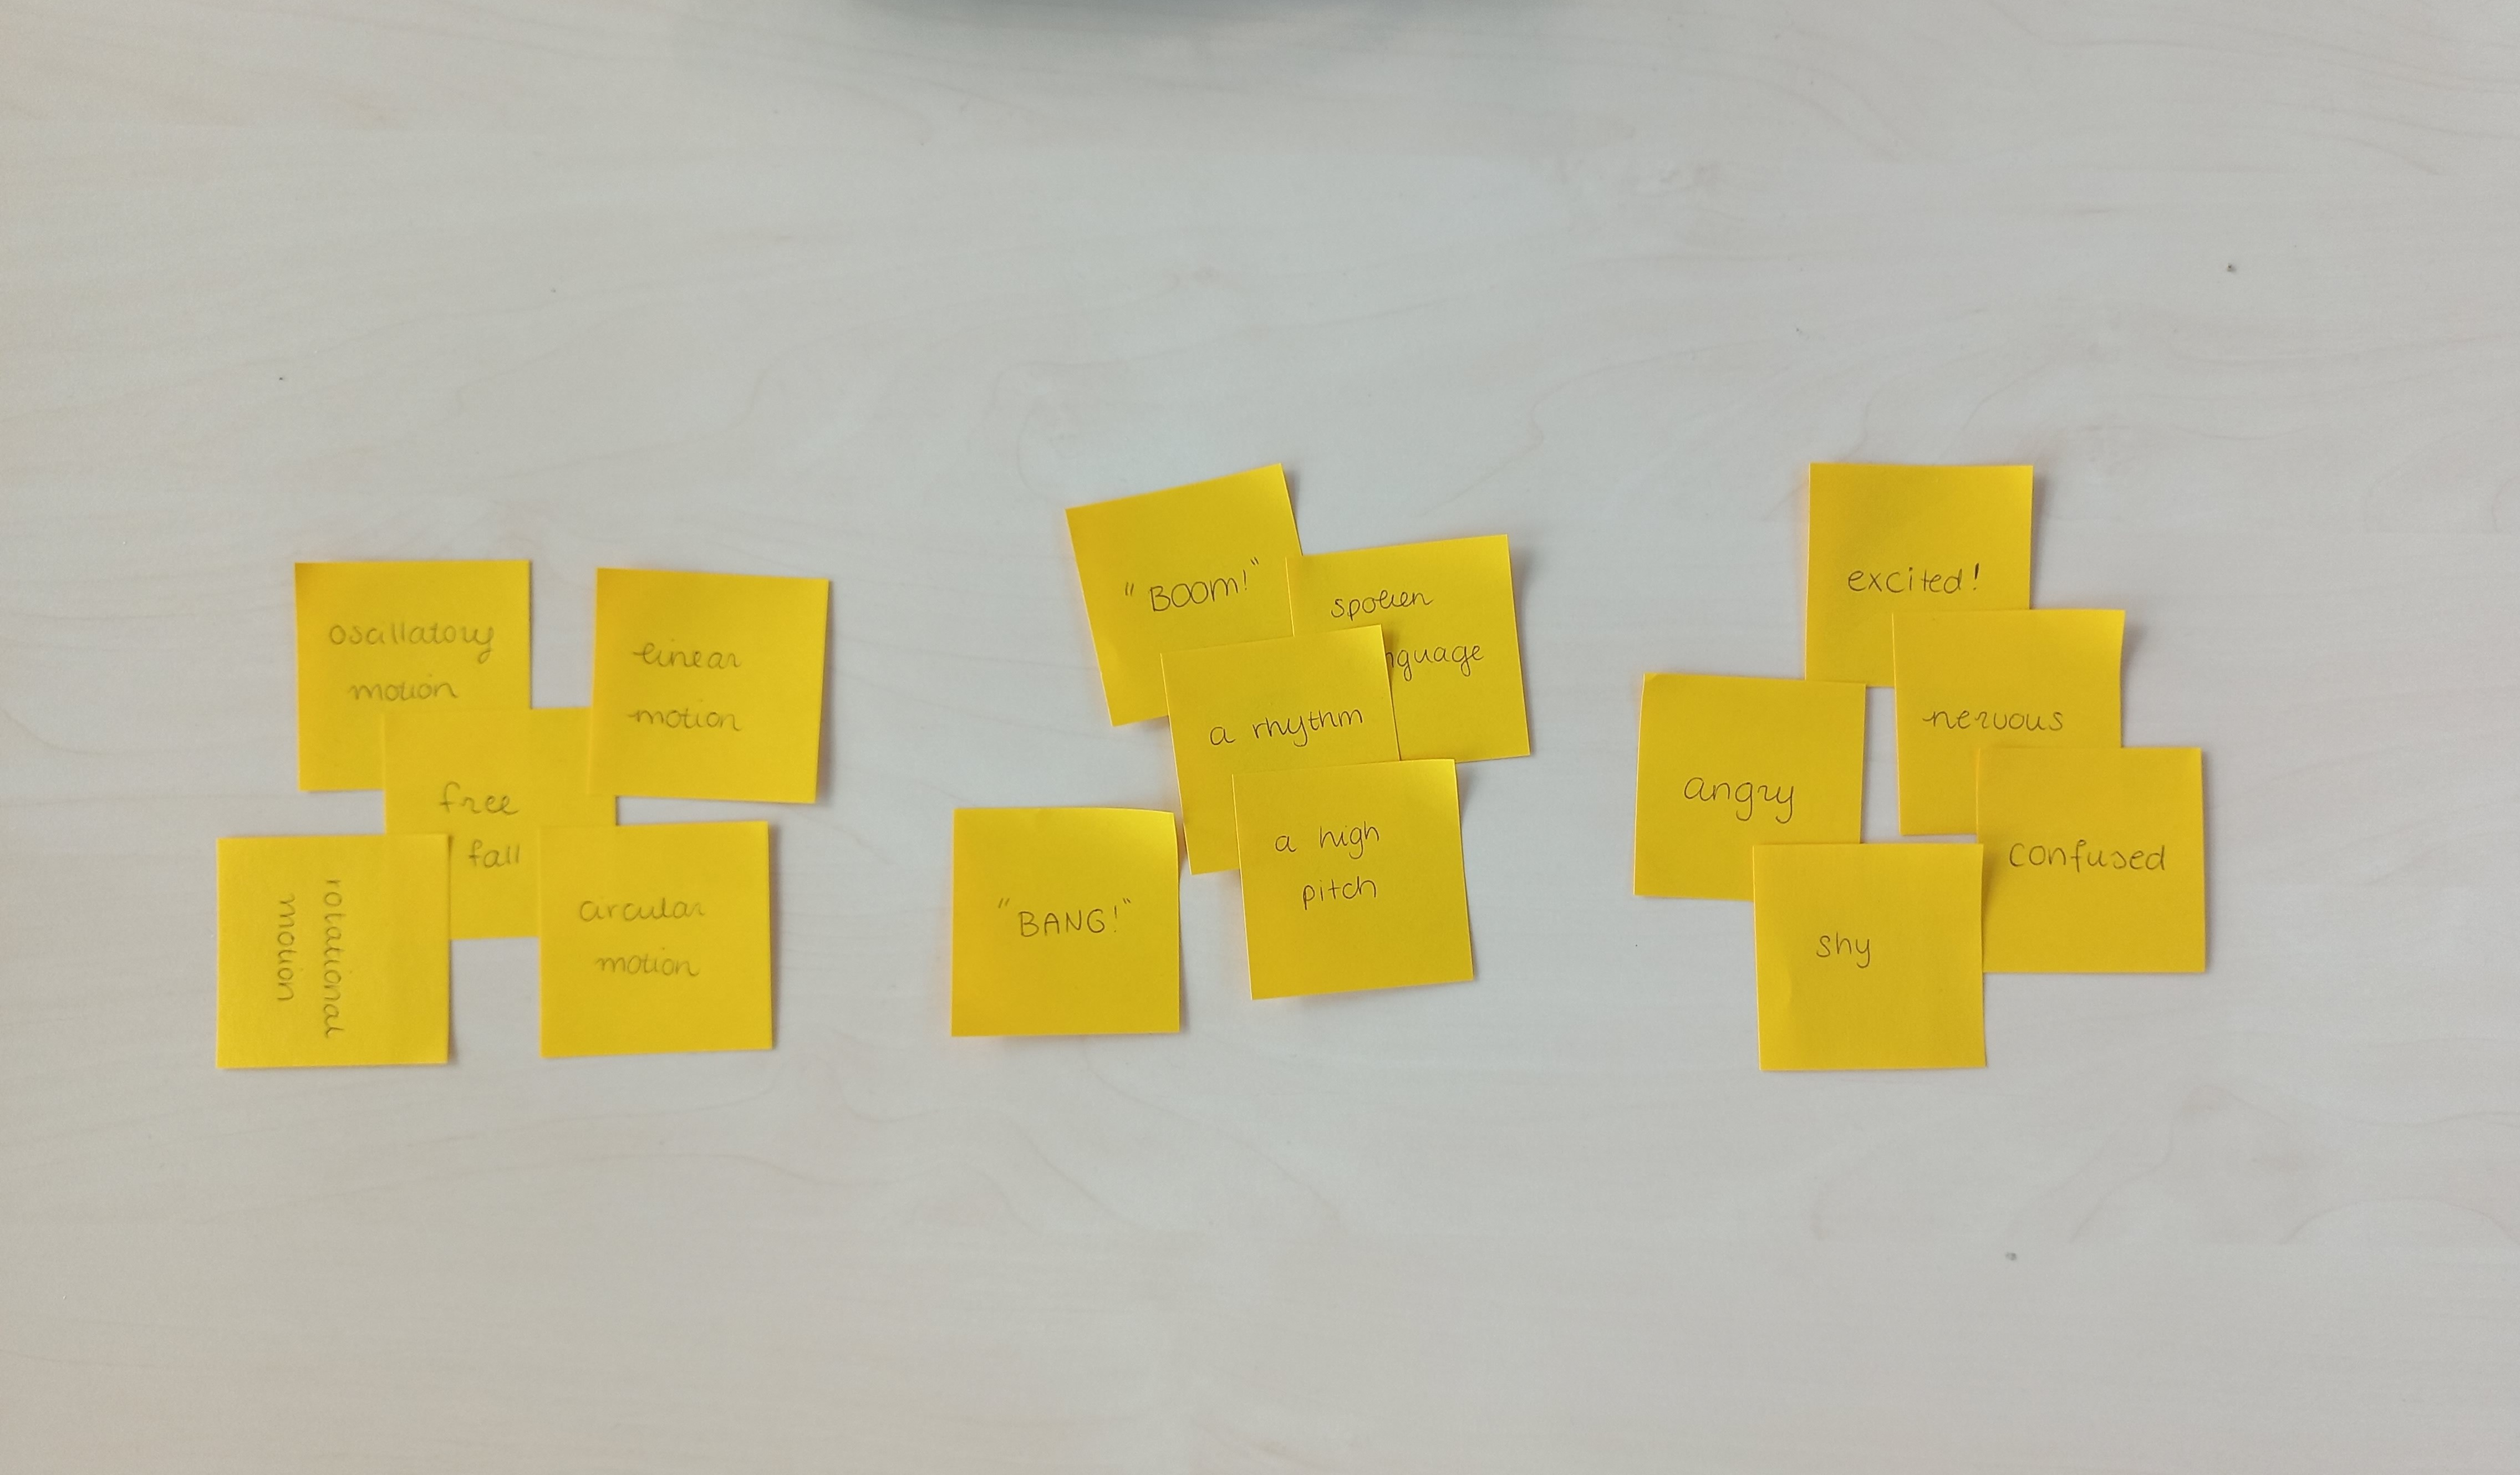 oscillatory
motion
linear
motion
free
fall
rotational
motion
circular
motion
"BOOM!"
spoken
nguage
a rhythm
a high
pitch
"BANG!"
excited!
nervous
angry
confused
shy